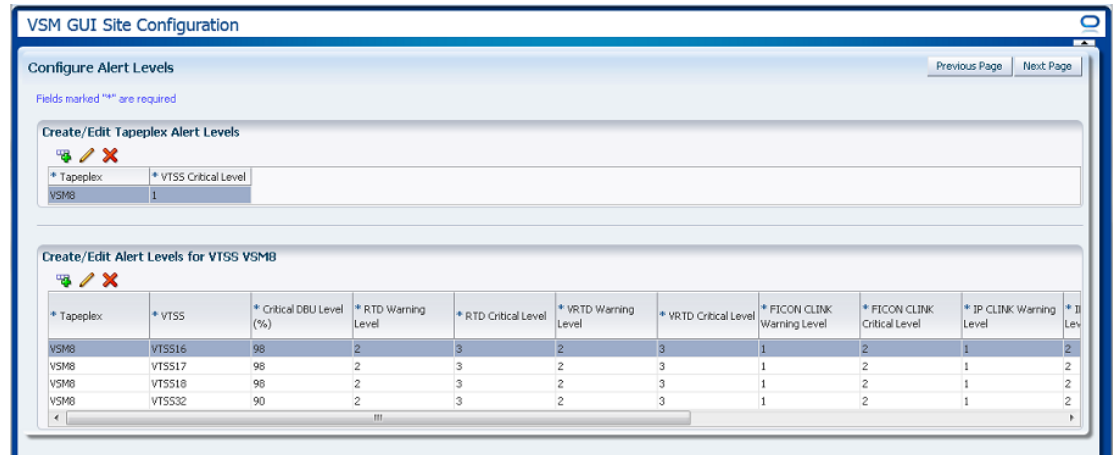 VSM GUI Site Configuration
Configure Alert Levels
Previous Page Next Page
Fields marked "*" are required
Create/Edit Tapeplex Alert Levels
* Tapeplex * VTSS Critical Level
VSM8 1
Create/Edit Alert Levels for VTSS VSM8
* Tapeplex * VTSS * Critical DBU Level (%) * RTD Warning Level * RTD Critical Level * VRTD Warning Level * VRTD Critical Level * FICON CLINK Warning Level * FICON CLINK Critical Level * IP CLINK Warning Level
VSM8 VTSS16 98 2 3 2 3 1 2 1 2
VSM8 VTSS17 98 2 3 2 3 1 2 1 2
VSM8 VTSS18 98 2 3 2 3 1 2 1 2
VSM8 VTSS32 90 2 3 2 3 1 2 1 2